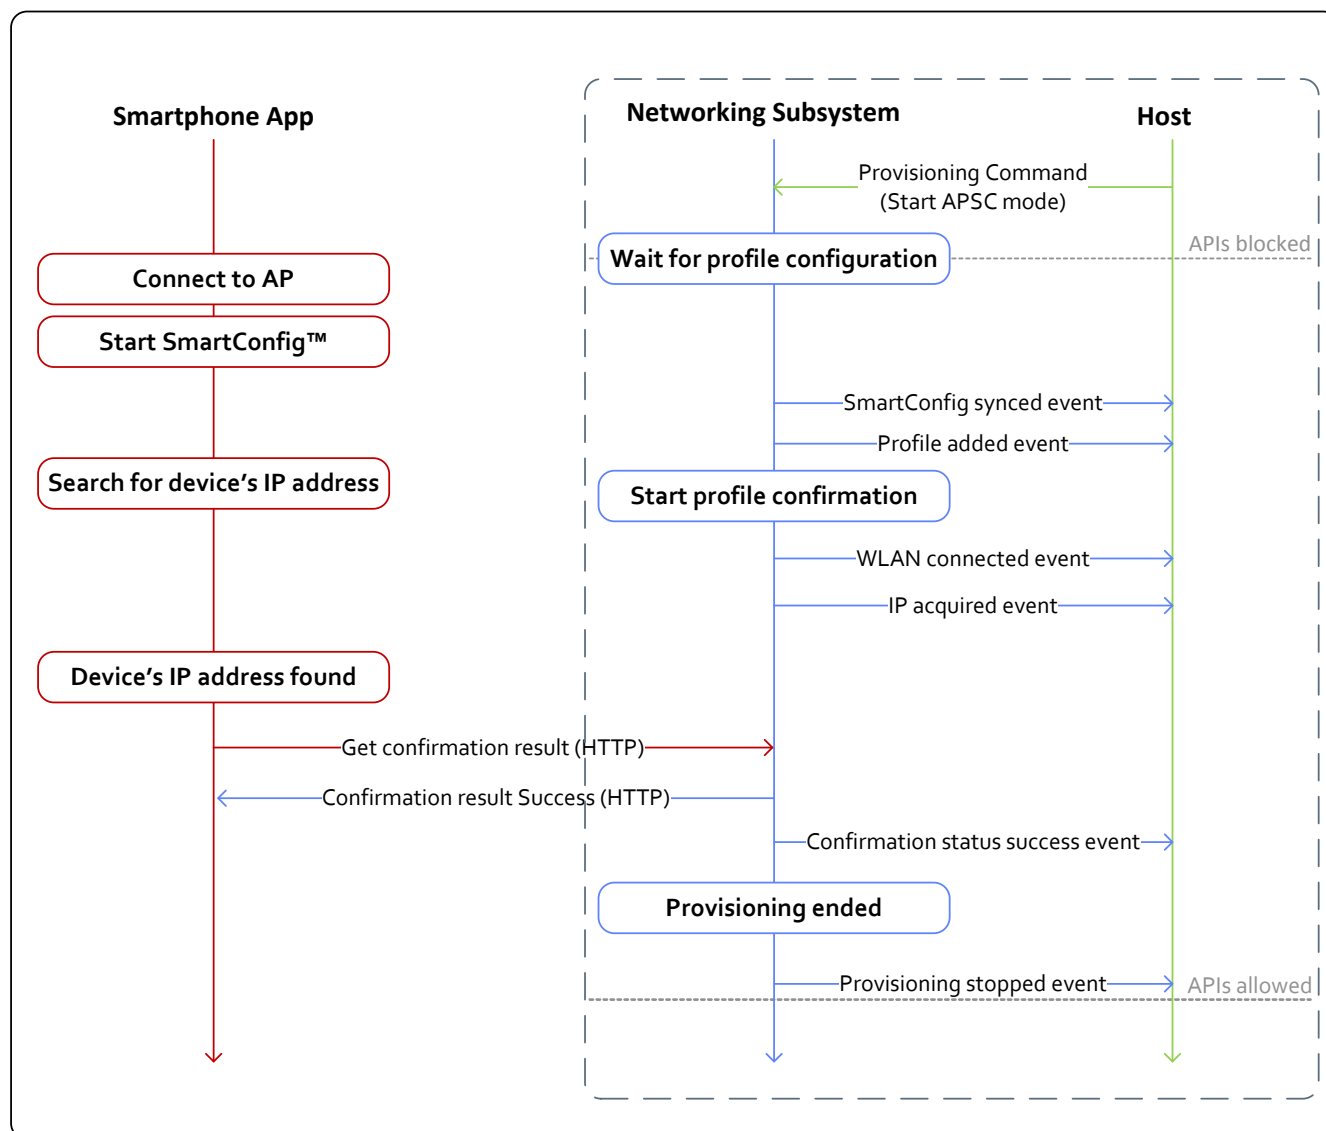 Smartphone App
Networking Subsystem
Host
Provisioning Command
(Start APSC mode)
APIs blocked
Wait for profile configuration
Connect to AP
Start SmartConfig™
SmartConfig synced event
Profile added event
Search for device’s IP address
Start profile confirmation
WLAN connected event
IP acquired event
Device’s IP address found
Get confirmation result (HTTP)
Confirmation result Success (HTTP)
Confirmation status success event
Provisioning ended
Provisioning stopped event
APIs allowed